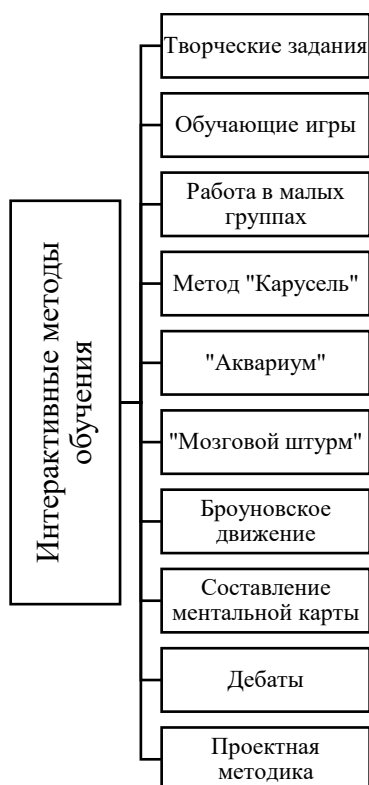 Интерактивные методы
обучения
Творческие задания
Обучающие игры
Работа в малых
группах
Метод "Карусель"
"Аквариум"
"Мозговой штурм"
Броуновское
движение
Составление
ментальной карты
Дебаты
Проектная
методика